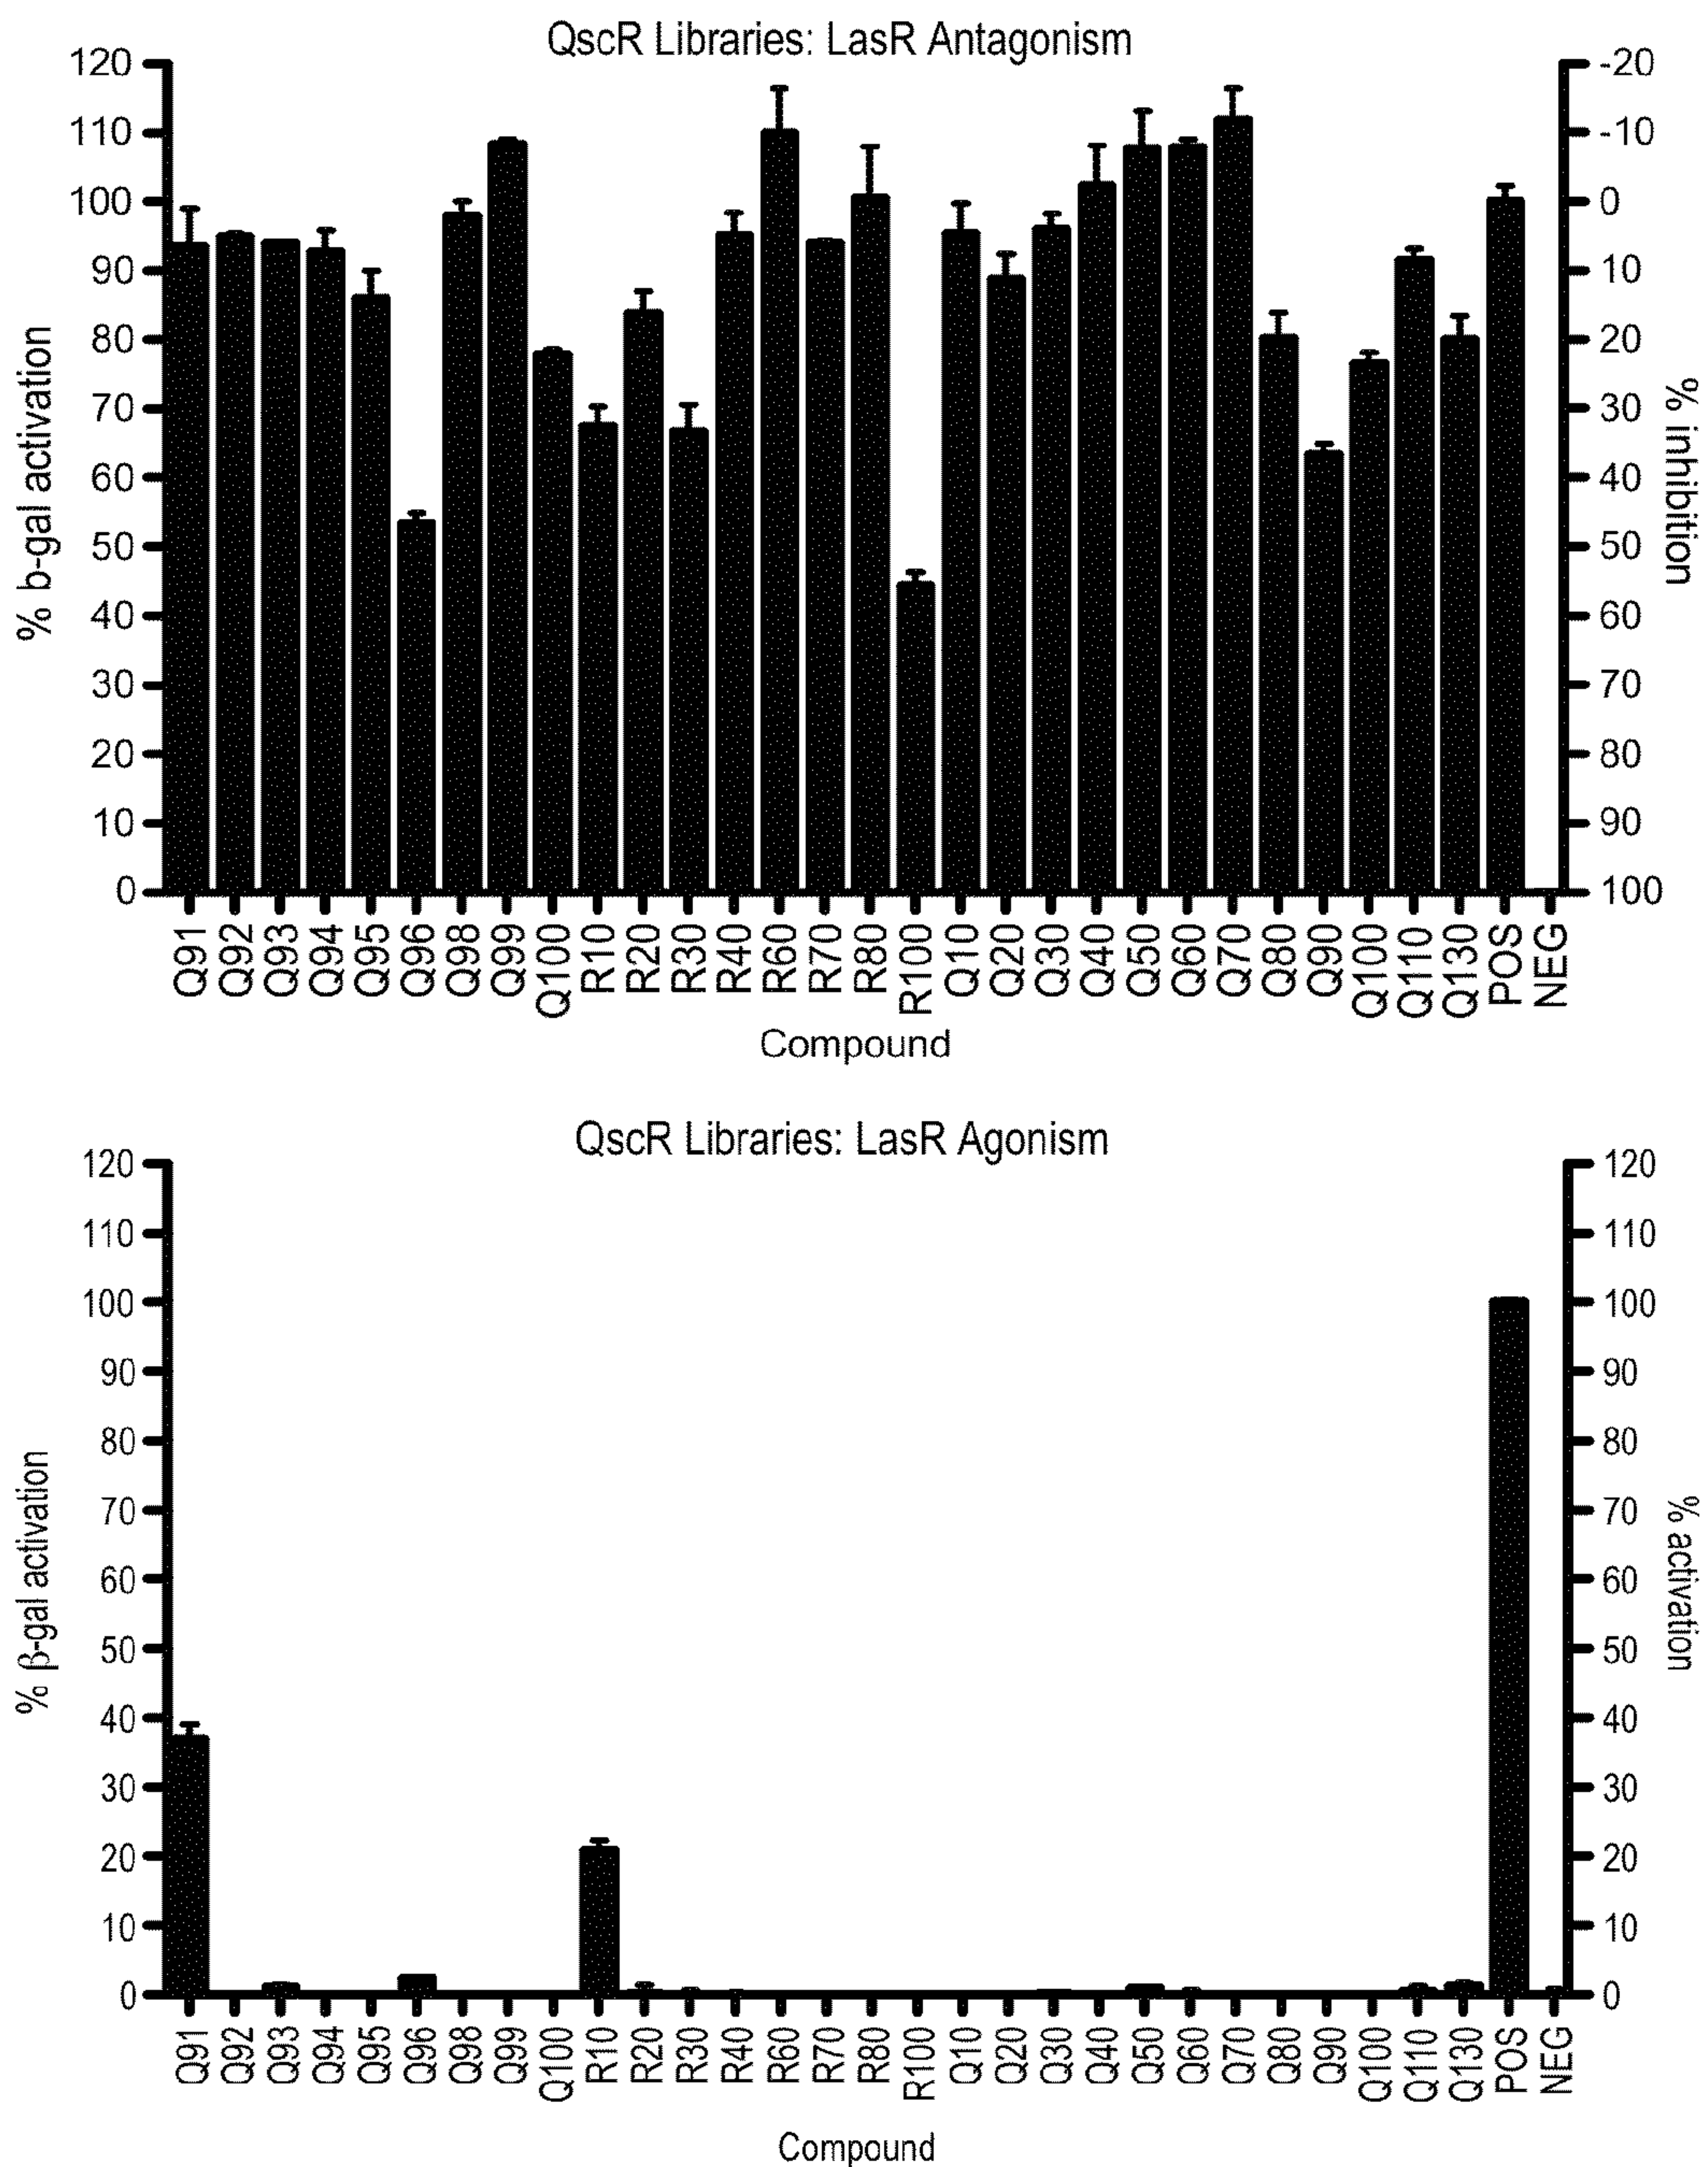 QscR Libraries: LasR Antagonism
120 -20
110 -10
100 0
90 10
80 20
70 30
60 40
50 50
40 60
30 70
20 80
10 90
0 100
% b-gal activation
% inhibition
Q91 Q92 Q93 Q94 Q95 Q96 Q98 Q99 Q100 R10 R20 R30 R40 R60 R70 R80 R100 Q10 Q20 Q30 Q40 Q50 Q60 Q70 Q80 Q90 Q100 Q110 Q130 POS NEG
Compound
QscR Libraries: LasR Agonism
120 120
110 110
100 100
90 90
80 80
70 70
60 60
50 50
40 40
30 30
20 20
10 10
0 0
% β-gal activation
% activation
Q91 Q92 Q93 Q94 Q95 Q96 Q98 Q99 Q100 R10 R20 R30 R40 R60 R70 R80 R100 Q10 Q20 Q30 Q40 Q50 Q60 Q70 Q80 Q90 Q100 Q110 Q130 POS NEG
Compound